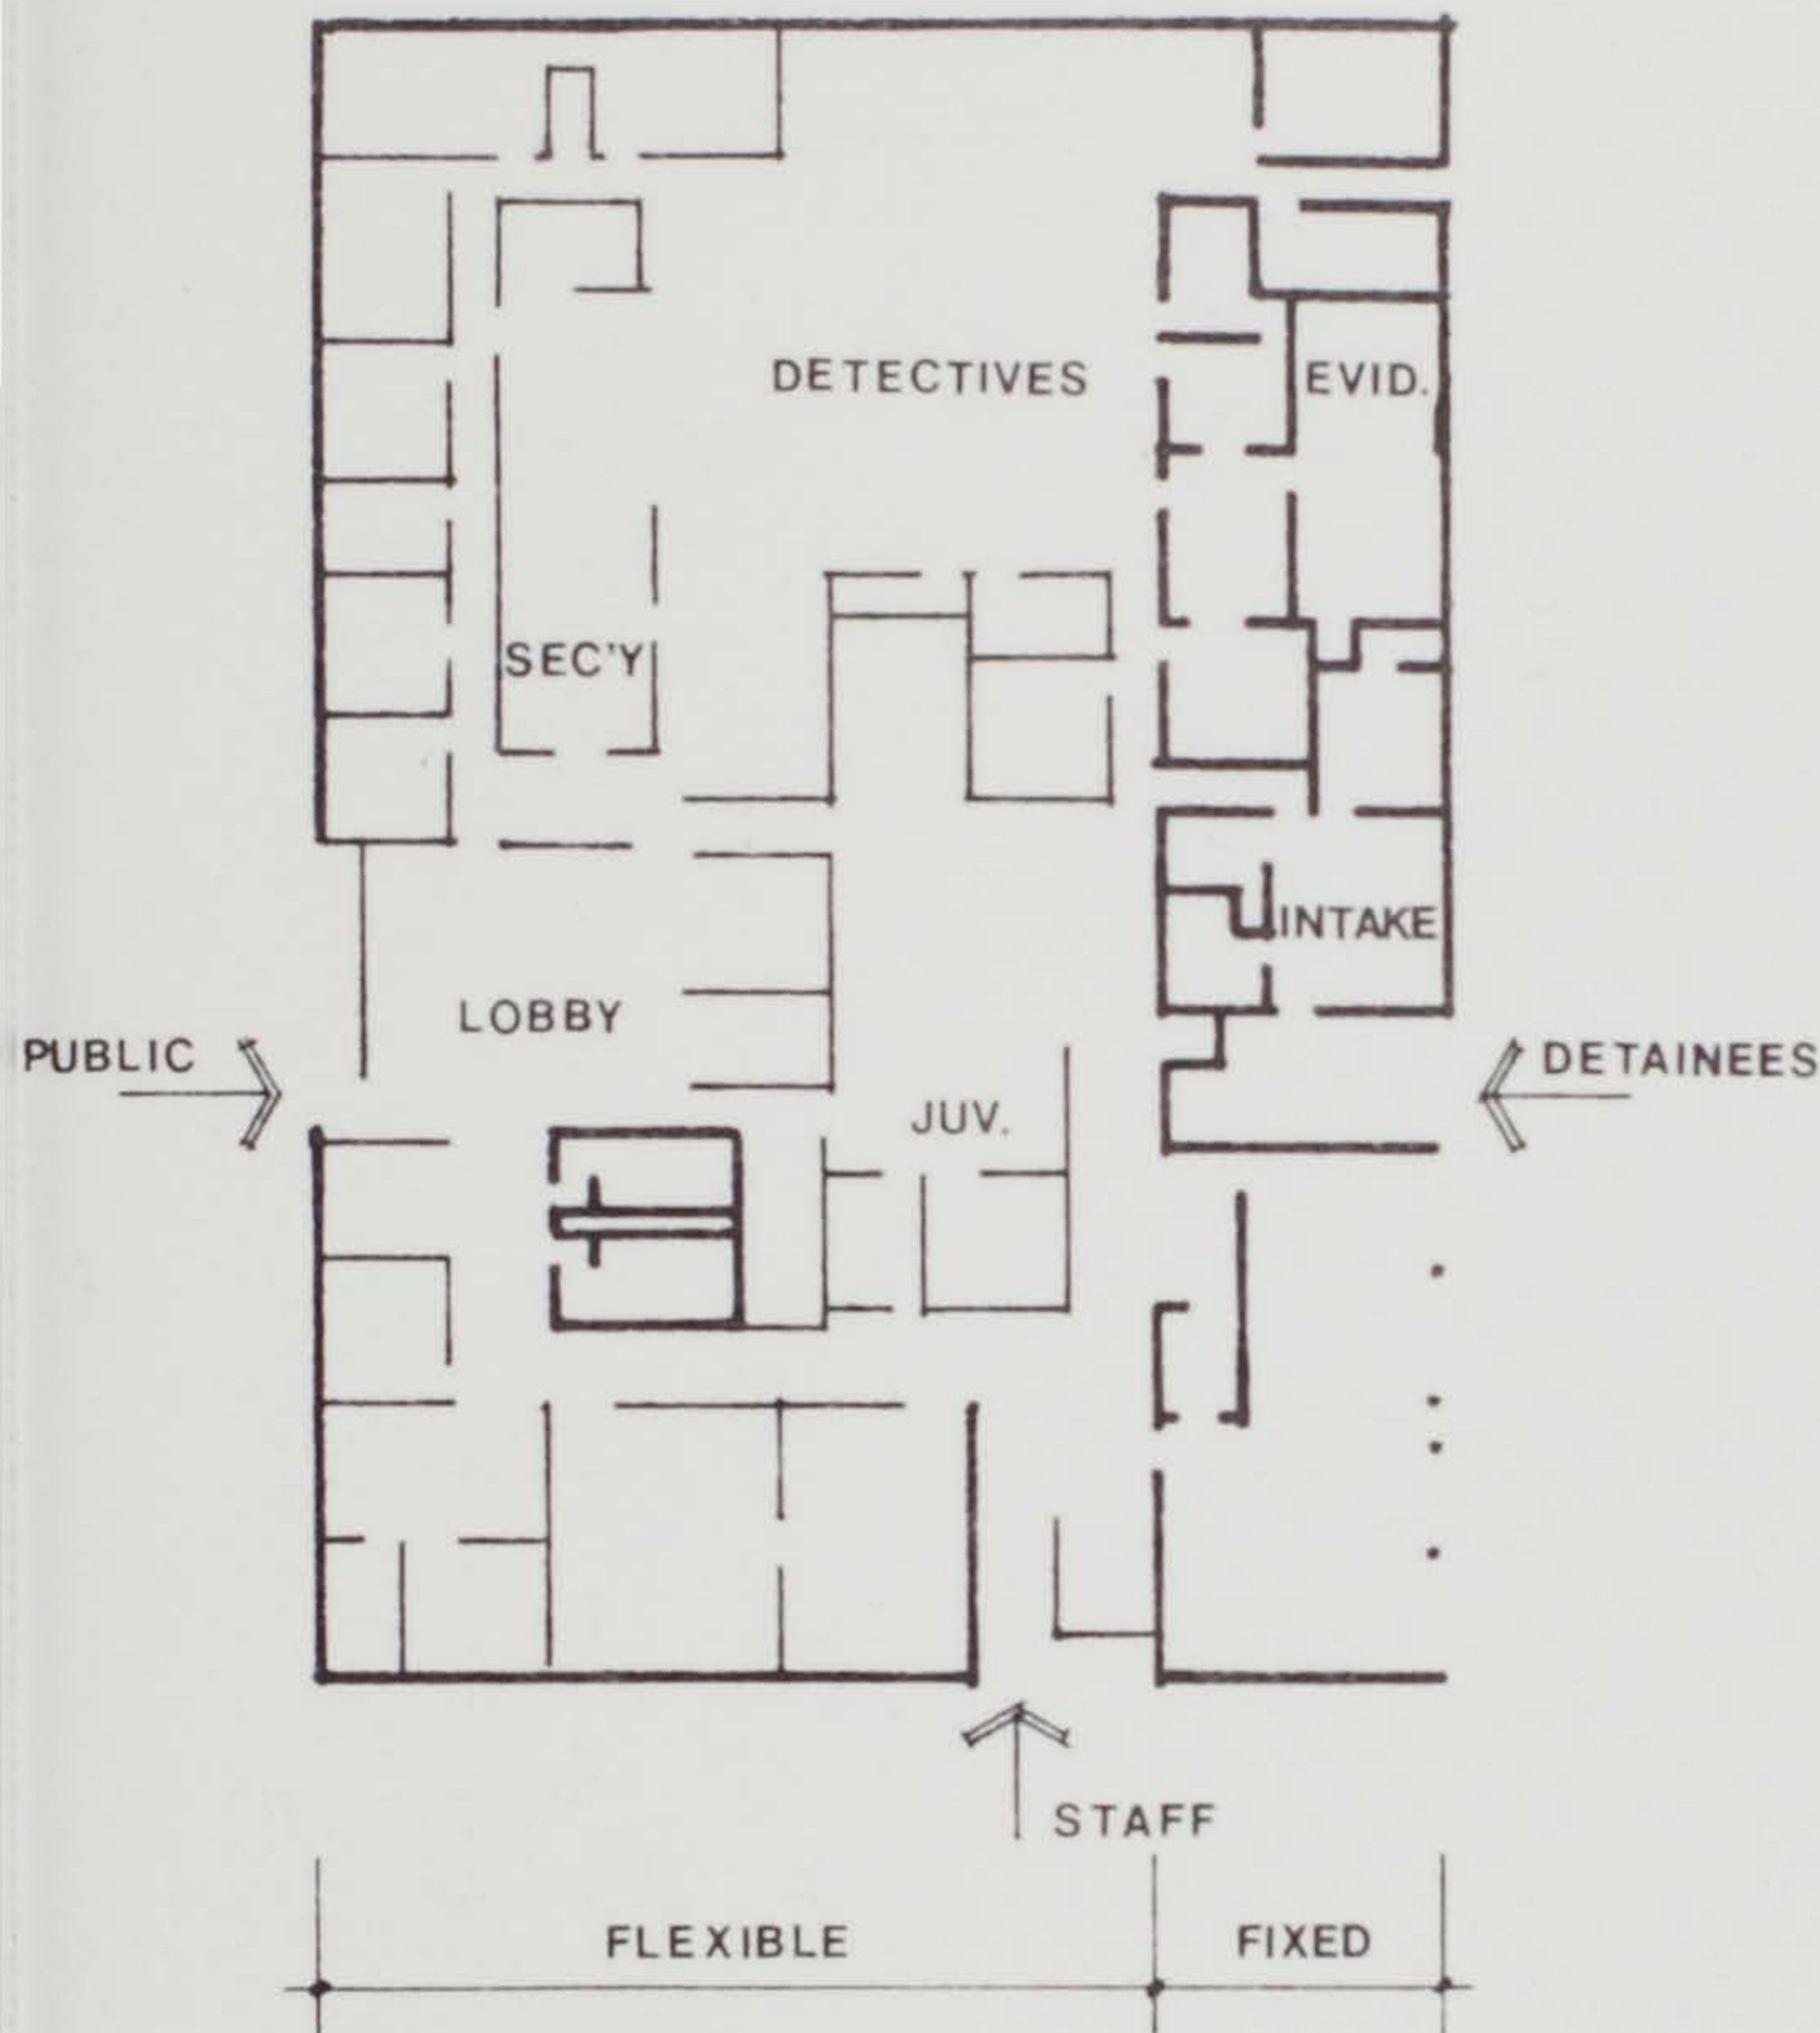 DETECTIVES
EVID.
SEC'Y
INTAKE
LOBBY
PUBLIC
DETAINEES
JUV.
STAFF
FLEXIBLE
FIXED